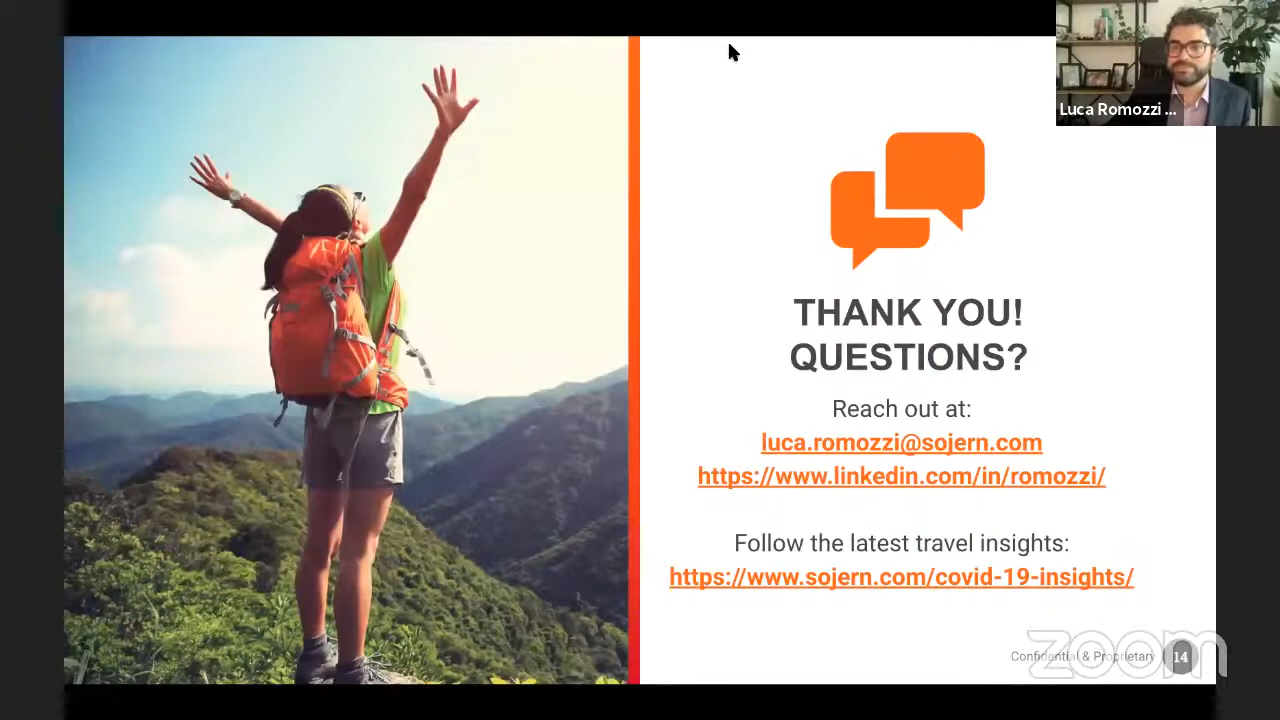 Luca Romozzi ...
THANK YOU!
QUESTIONS?
Reach out at:
luca.romozzi@sojern.com
https://www.linkedin.com/in/romozzi/
Follow the latest travel insights:
https://www.sojern.com/covid-19-insights/
Confidential & Proprietary
14
zoom